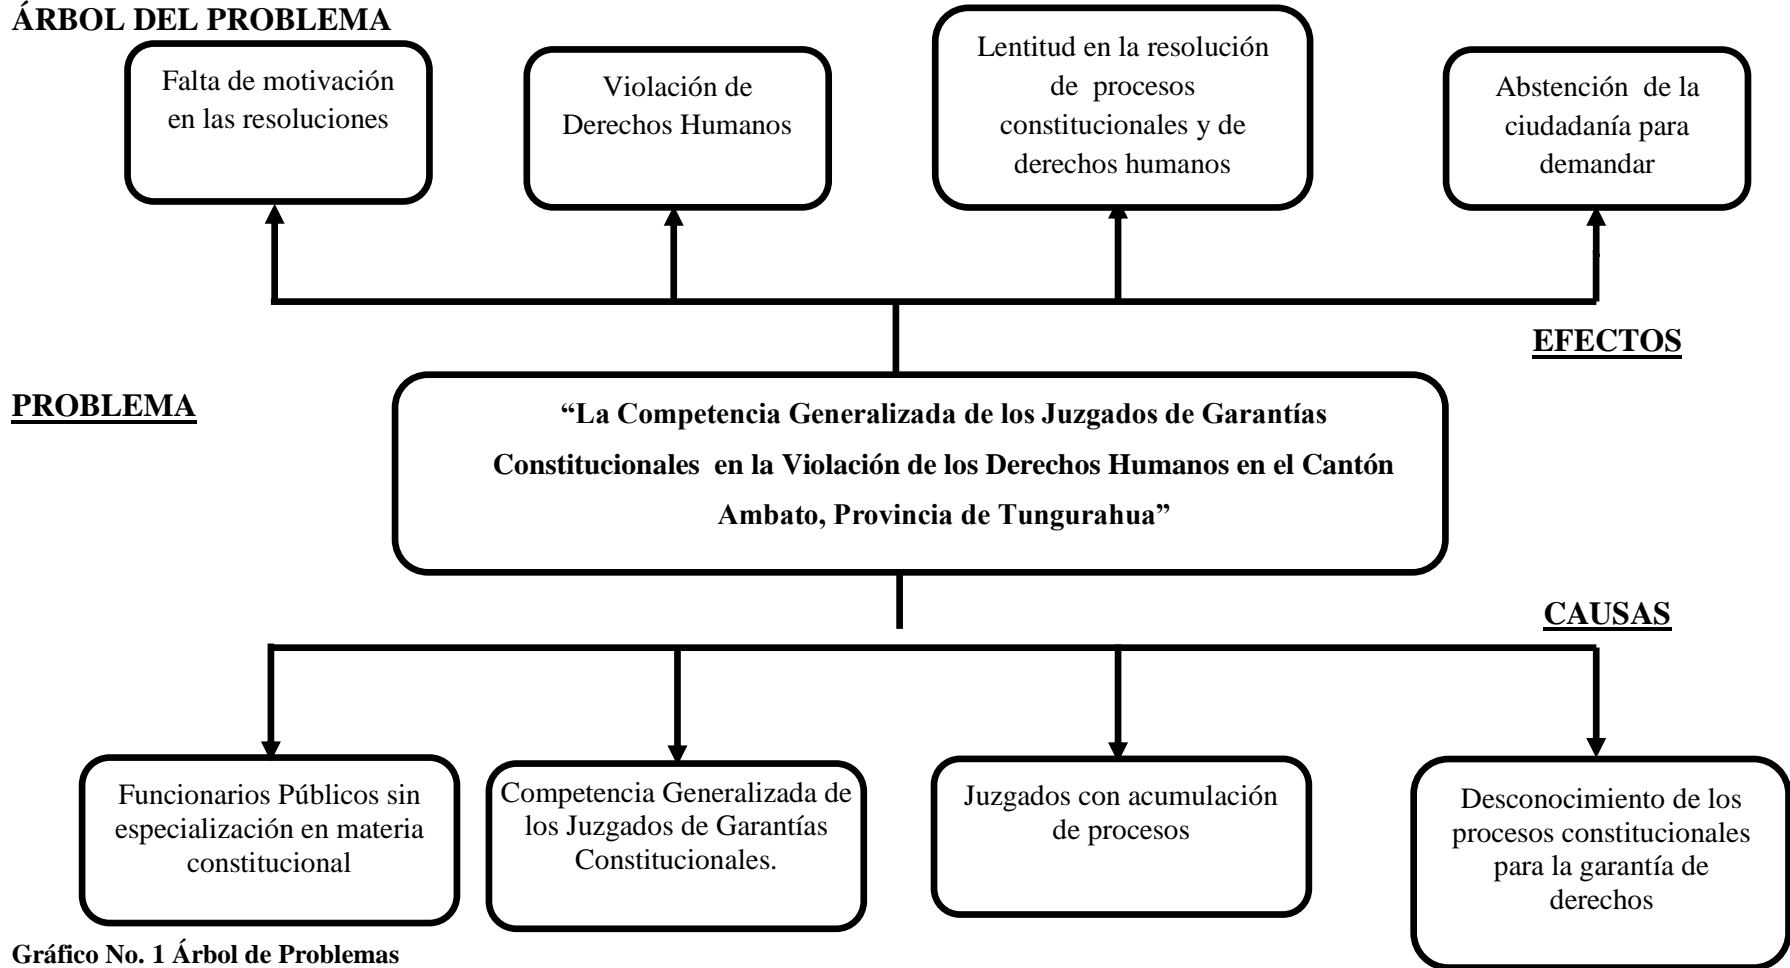 ÁRBOL DEL PROBLEMA
Falta de motivación
en las resoluciones
Violación de
Derechos Humanos
Lentitud en la resolución
de procesos
constitucionales y de
derechos humanos
Abstención de la
ciudadanía para
demandar
EFECTOS
PROBLEMA
“La Competencia Generalizada de los Juzgados de Garantías
Constitucionales en la Violación de los Derechos Humanos en el Cantón
Ambato, Provincia de Tungurahua”
CAUSAS
Funcionarios Públicos sin
especialización en materia
constitucional
Competencia Generalizada de
los Juzgados de Garantías
Constitucionales.
Juzgados con acumulación
de procesos
Desconocimiento de los
procesos constitucionales
para la garantía de
derechos
Gráfico No. 1 Árbol de Problemas